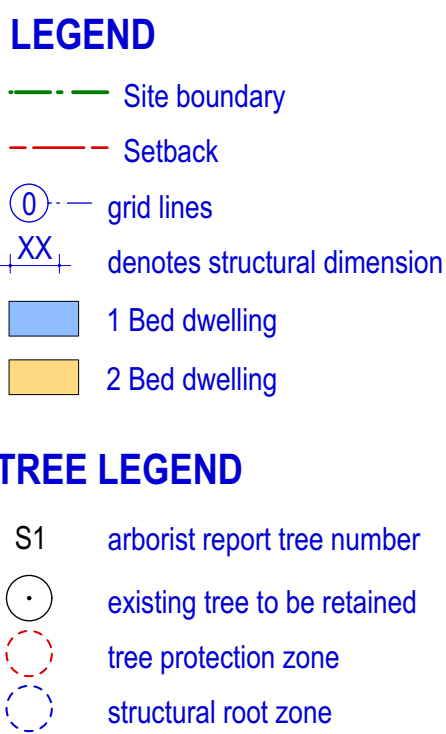 LEGEND
Site boundary
Setback
0 grid lines
XX denotes structural dimension
1 Bed dwelling
2 Bed dwelling
TREE LEGEND
S1 arborist report tree number
existing tree to be retained
tree protection zone
structural root zone